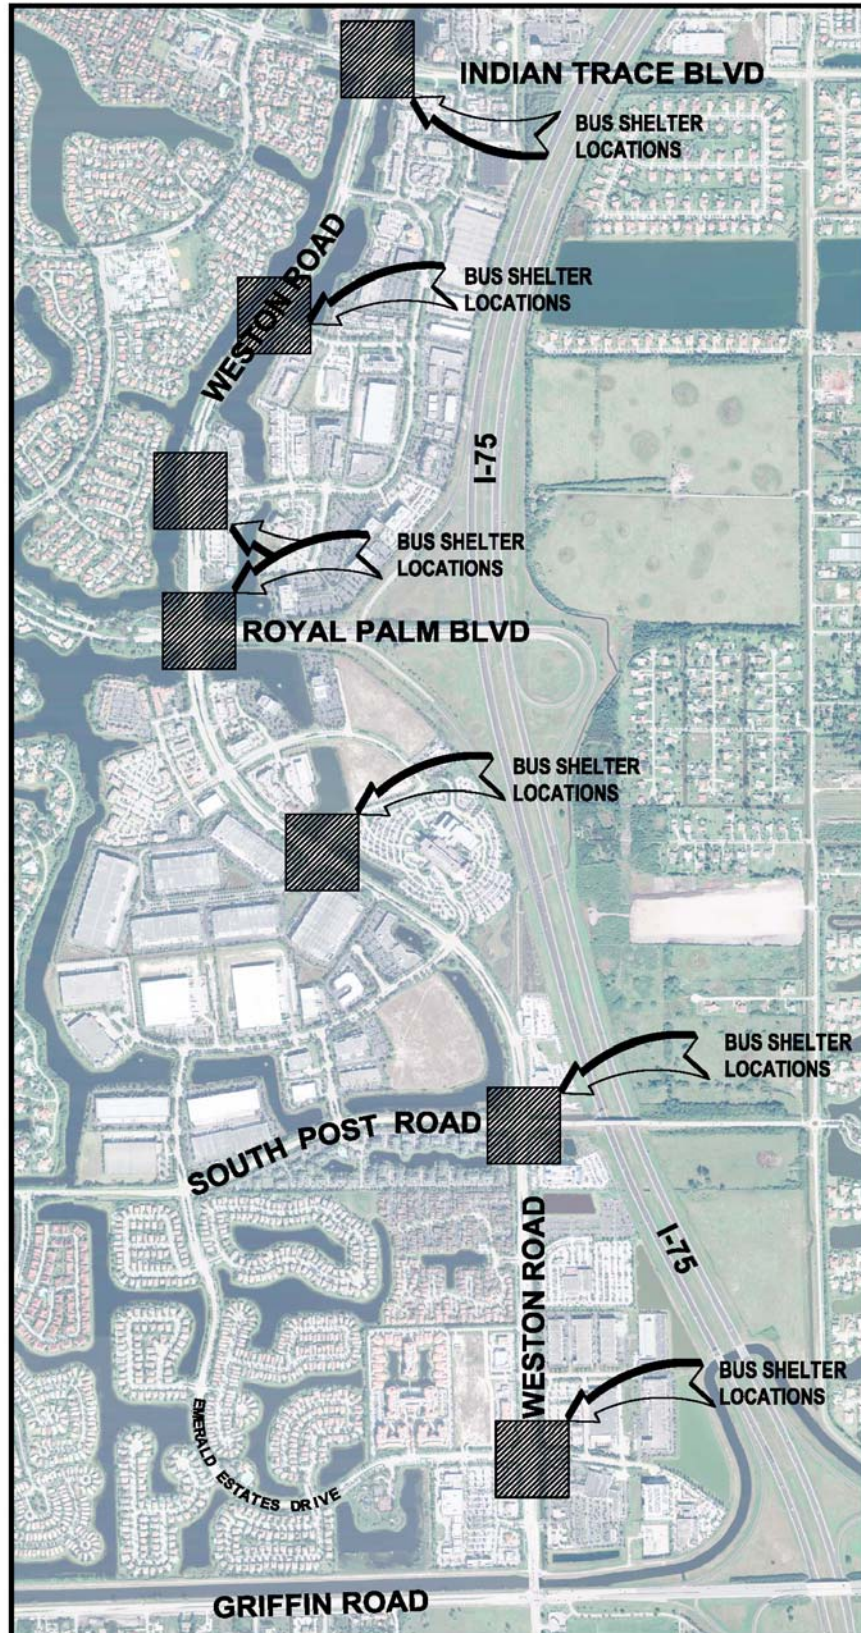 INDIAN TRACE BLVD
BUS SHELTER
LOCATIONS
WESTON ROAD
BUS SHELTER
LOCATIONS
I-75
BUS SHELTER
LOCATIONS
ROYAL PALM BLVD
BUS SHELTER
LOCATIONS
BUS SHELTER
LOCATIONS
SOUTH POST ROAD
WESTON ROAD
I-75
BUS SHELTER
LOCATIONS
EMERALD ESTATES DRIVE
GRIFFIN ROAD